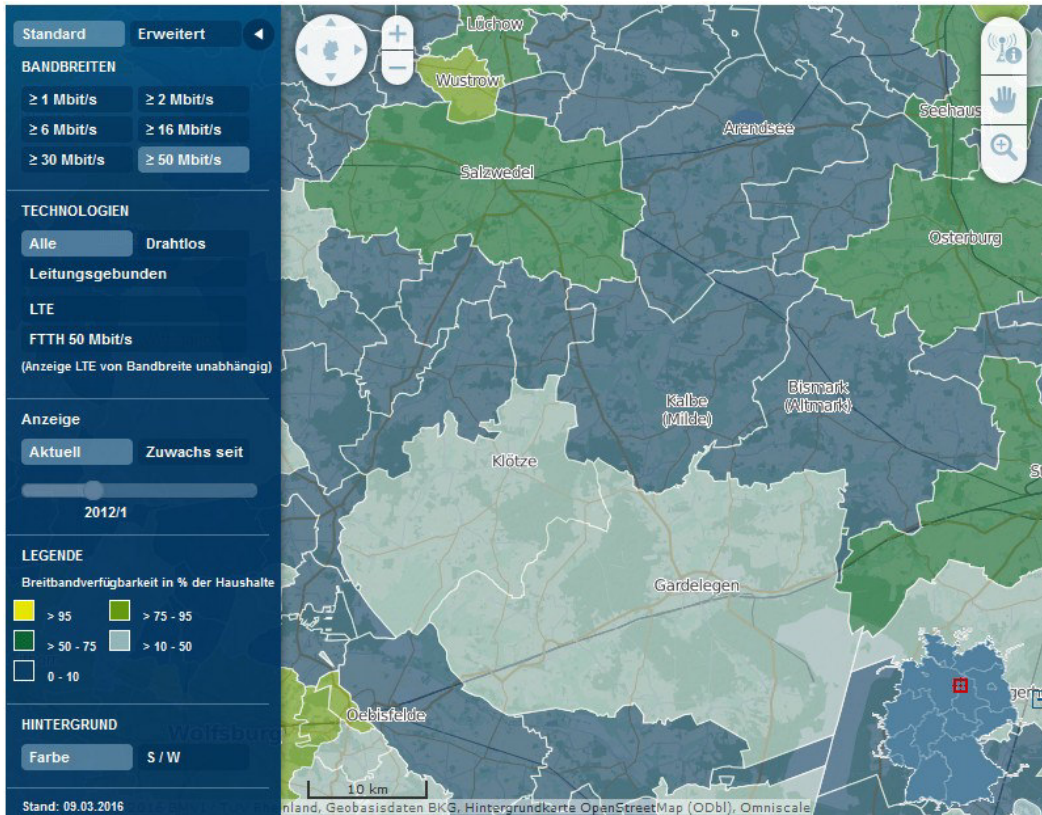 Standard Erweitert
BANDBREITEN
≥ 1 Mbit/s ≥ 2 Mbit/s
≥ 6 Mbit/s ≥ 16 Mbit/s
≥ 30 Mbit/s ≥ 50 Mbit/s
TECHNOLOGIEN
Alle Drahtlos
Leitungsgebunden
LTE
FTTH 50 Mbit/s
(Anzeige LTE von Bandbreite unabhängig)
Anzeige
Aktuell Zuwachs seit
2012/1
LEGENDE
Breitbandverfügbarkeit in % der Haushalte
> 95 > 75 - 95
> 50 - 75 > 10 - 50
0 - 10
HINTERGRUND
Wolfsburg
Farbe S / W
Stand: 09.03.2016
Lüchow
Wustrow
Seehaus
Arendsee
Salzwedel
Osterburg
Bismark
(Altmark)
Kalbe
(Milde)
Klötze
St
Gardelegen
Oebisfelde
ger
10 km
inland, Geobasisdaten BKG, Hintergrundkarte OpenStreetMap (ODbl), Omniscale